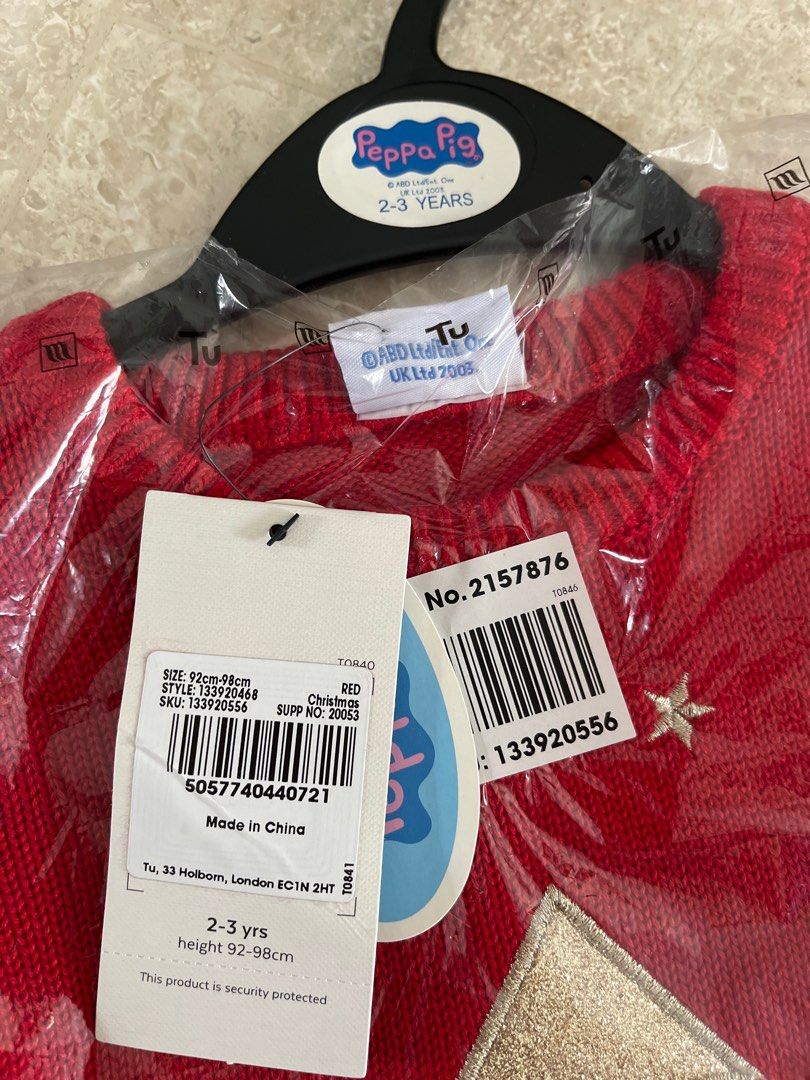 Peppa Pig
© ABD Ltd/Ent. One
UK Ltd 2003.
2-3 YEARS
Tu
Tu
Tu
© ABD Ltd/Ent. One
UK Ltd 2003.
No. 2157876
T0846
: 133920556
T0840
SIZE: 92cm-98cm
RED
STYLE: 133920468
Christmas
SKU: 133920556
SUPP NO: 20053
5057740440721
Made in China
Tu, 33 Holborn, London EC1N 2HT
T0841
2-3 yrs
height 92-98cm
This product is security protected